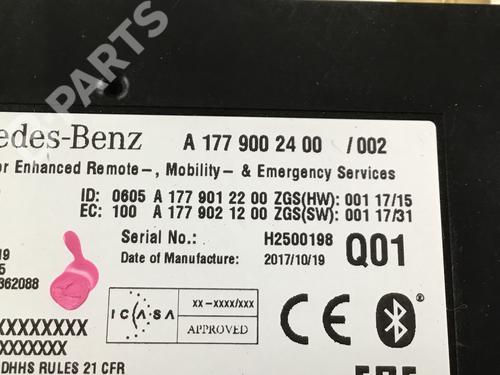 B-PARTS
edes-Benz A 177 900 24 00 /002
or Enhanced Remote-, Mobility- & Emergency Services
ID: 0605 A 177 901 22 00 ZGS(HW): 001 17/15
EC: 100 A 177 902 12 00 ZGS(SW): 001 17/31
Serial No.: H2500198 Q01
19 Date of Manufacture: 2017/10/19
5
362088
ICASA xx-xxxx/xxx
APPROVED
CE
XXXXXXXX
XXXXXXX
DHHS RULES 21 CFR